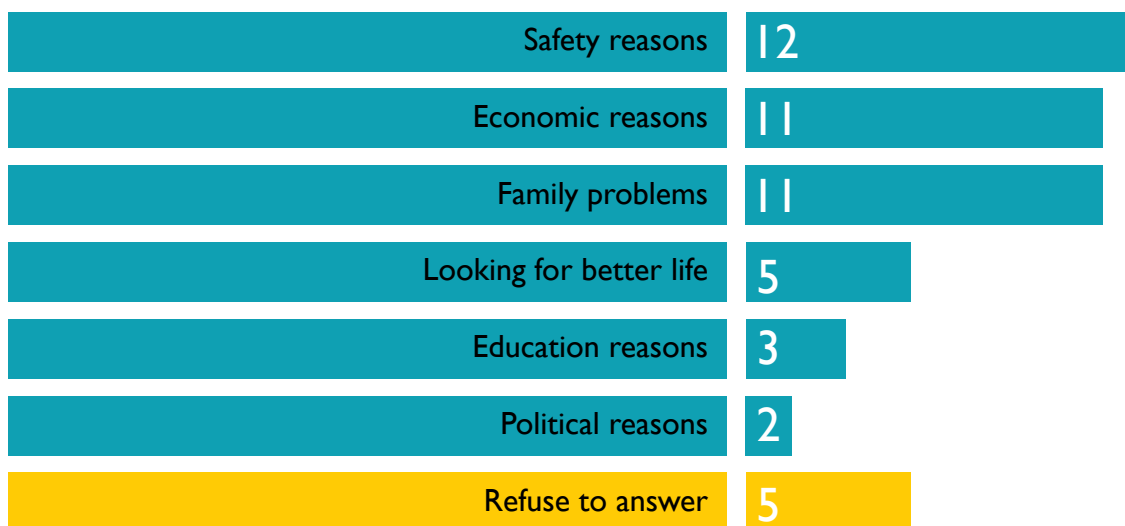 Safety reasons 12
Economic reasons 11
Family problems 11
Looking for better life 5
Education reasons 3
Political reasons 2
Refuse to answer 5